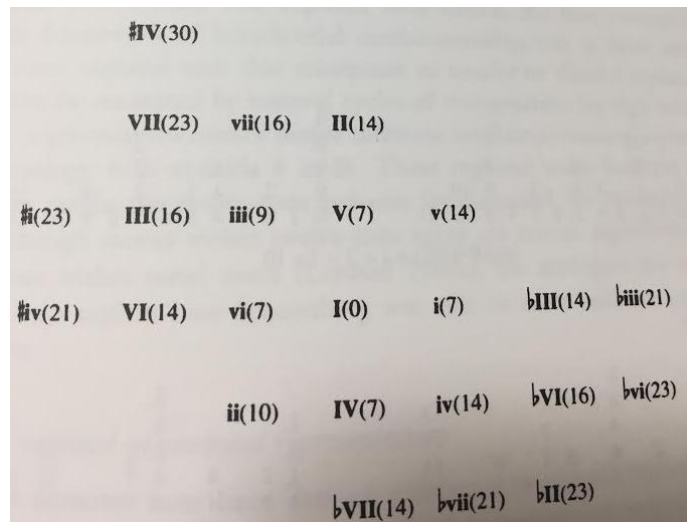 ♯IV(30)
VII(23) vii(16) II(14)
♯i(23) III(16) iii(9) V(7) v(14)
♯iv(21) VI(14) vi(7) I(0) i(7) ♭III(14) ♭iii(21)
ii(10) IV(7) iv(14) ♭VI(16) ♭vi(23)
♭VII(14) ♭vii(21) ♭II(23)